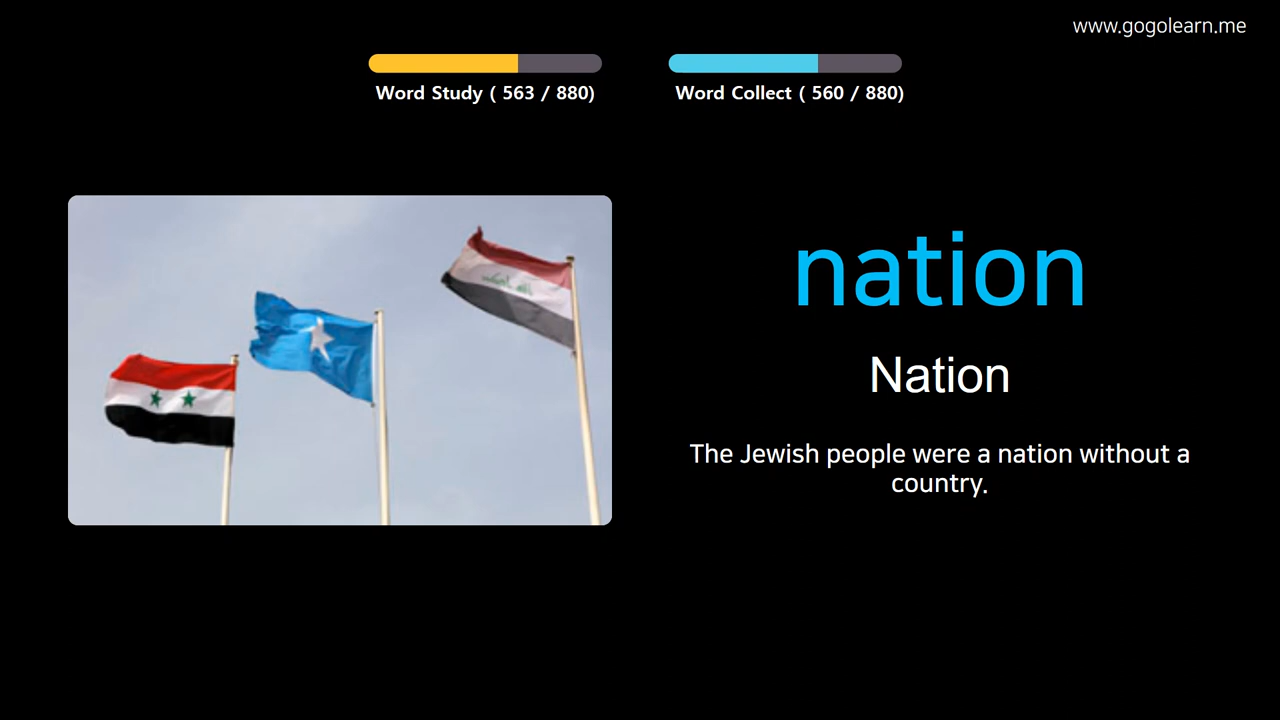 www.gogolearn.me
Word Study ( 563 / 880)
Word Collect ( 560 / 880)
nation
Nation
The Jewish people were a nation without a
country.